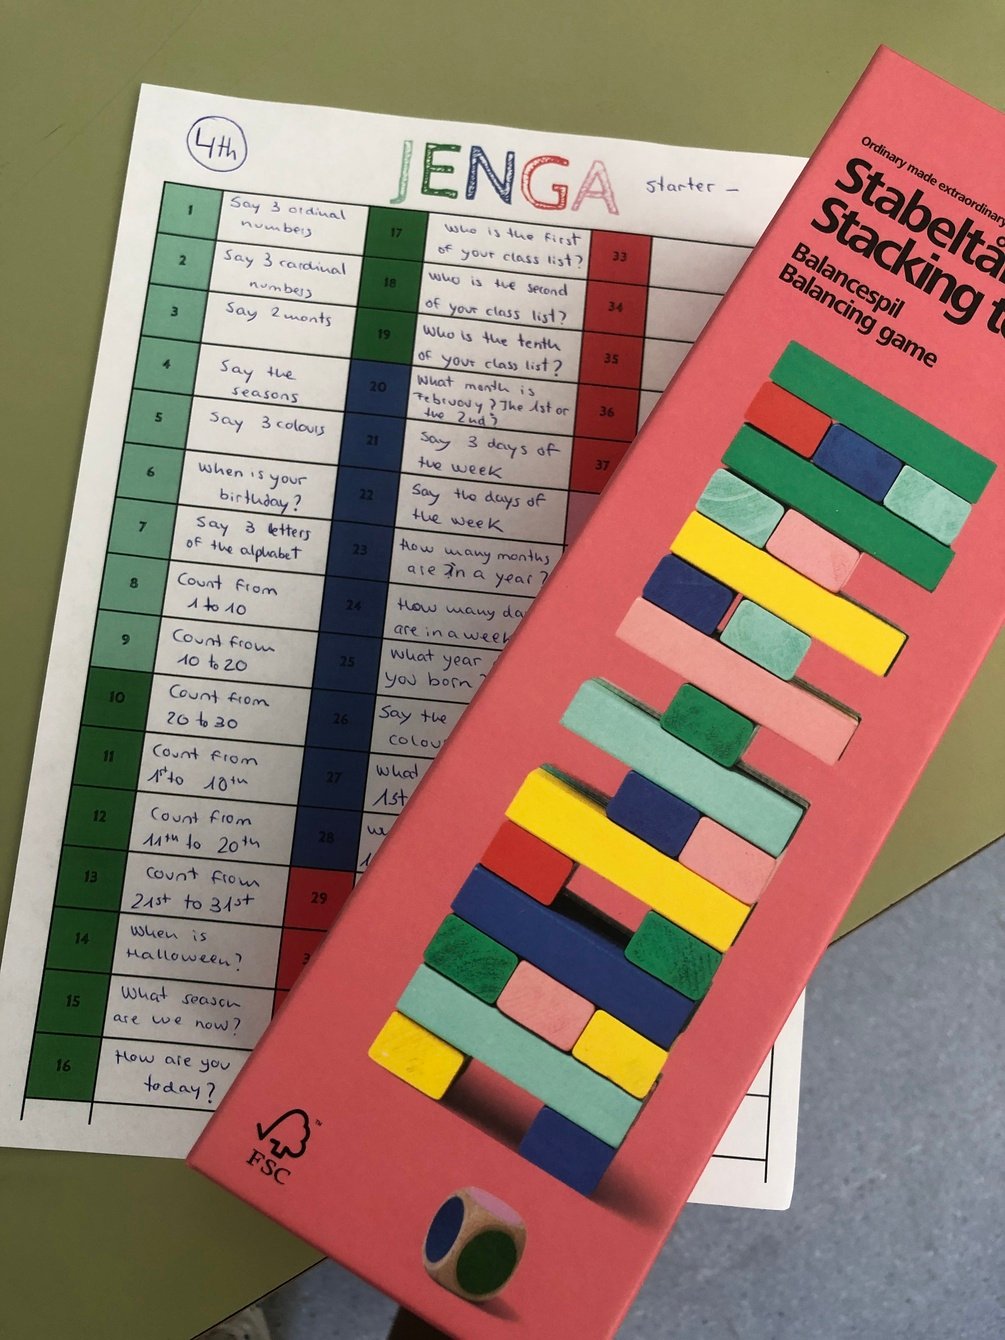 4th
JENGA
starter -
1
Say 3 ordinal
numbers
2
Say 3 cardinal
numbers
3
Say 2 monts
4
Say the
seasons
5
Say 3 colours
6
When is your
birthday?
7
Say 3 letters
of the alphabet
8
Count from
1 to 10
9
Count from
10 to 20
10
Count from
20 to 30
11
Count from
1st to 10th
12
Count from
11th to 20th
13
Count from
21st to 31st
14
When is
Halloween?
15
What season
are we now?
16
How are you
today?
17
Who is the first
of your class list?
18
Who is the second
of your class list?
19
Who is the tenth
of your class list?
20
What month is
February? The 1st or
the 2nd?
21
Say 3 days of
the week
22
Say the days of
the week
23
How many months
are in a year?
24
How many
are in a week
25
What year
you born?
26
Say the
27
What
1st
28
29
33
34
35
36
37
Ordinary made extraordinary
Stacking
Balancespil
Balancing game
FSC